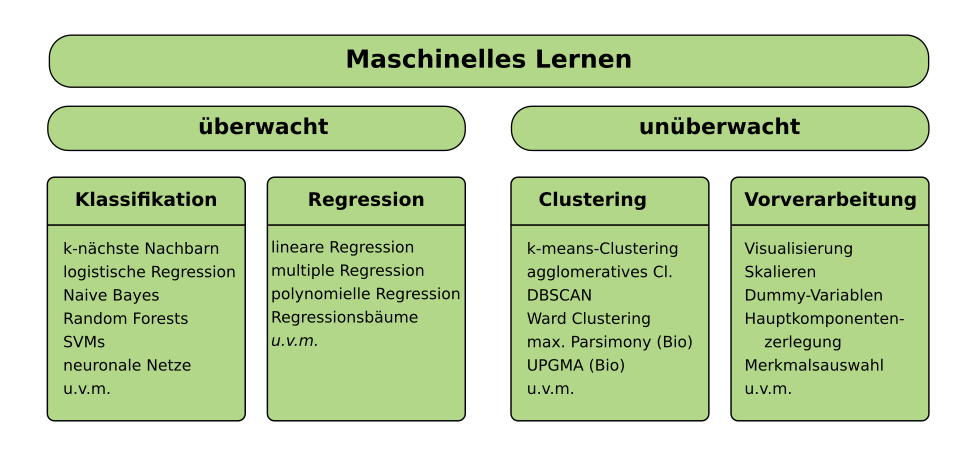 Maschinelles Lernen
überwacht
unüberwacht
Klassifikation
k-nächste Nachbarn
logistische Regression
Naive Bayes
Random Forests
SVMs
neuronale Netze
u.v.m.
Regression
lineare Regression
multiple Regression
polynomielle Regression
Regressionsbäume
u.v.m.
Clustering
k-means-Clustering
agglomeratives Cl.
DBSCAN
Ward Clustering
max. Parsimony (Bio)
UPGMA (Bio)
u.v.m.
Vorverarbeitung
Visualisierung
Skalieren
Dummy-Variablen
Hauptkomponenten-
zerlegung
Merkmalsauswahl
u.v.m.